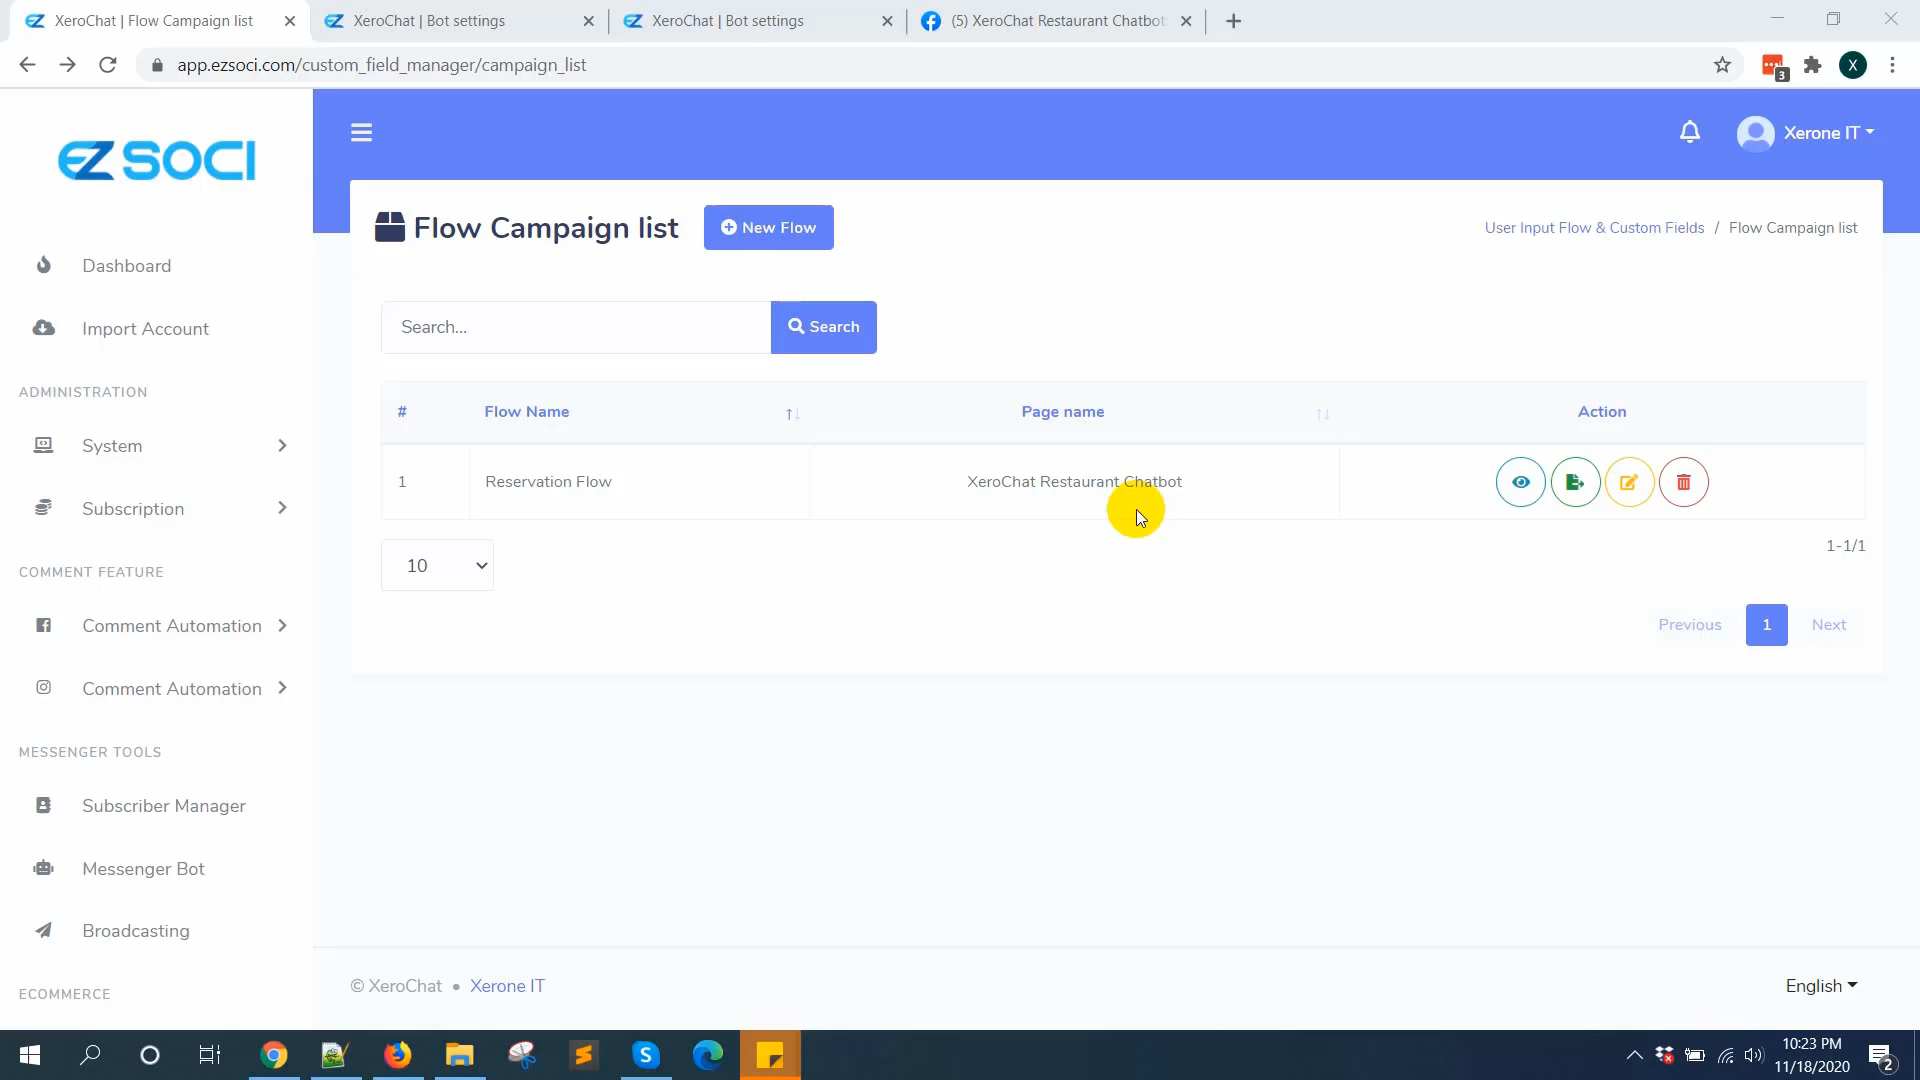 XeroChat | Flow Campaign list
XeroChat | Bot settings
XeroChat | Bot settings
(5) XeroChat Restaurant Chatbot
app.ezsoci.com/custom_field_manager/campaign_list
3
X
EZ SOCI
Xerone IT
Flow Campaign list
New Flow
User Input Flow & Custom Fields / Flow Campaign list
Dashboard
Import Account
ADMINISTRATION
System
Subscription
COMMENT FEATURE
Comment Automation
Comment Automation
MESSENGER TOOLS
Subscriber Manager
Messenger Bot
Broadcasting
ECOMMERCE
Search...
Search
# Flow Name Page name Action
1 Reservation Flow XeroChat Restaurant Chatbot
10
1-1/1
Previous 1 Next
© XeroChat • Xerone IT
English
10:23 PM
11/18/2020
2